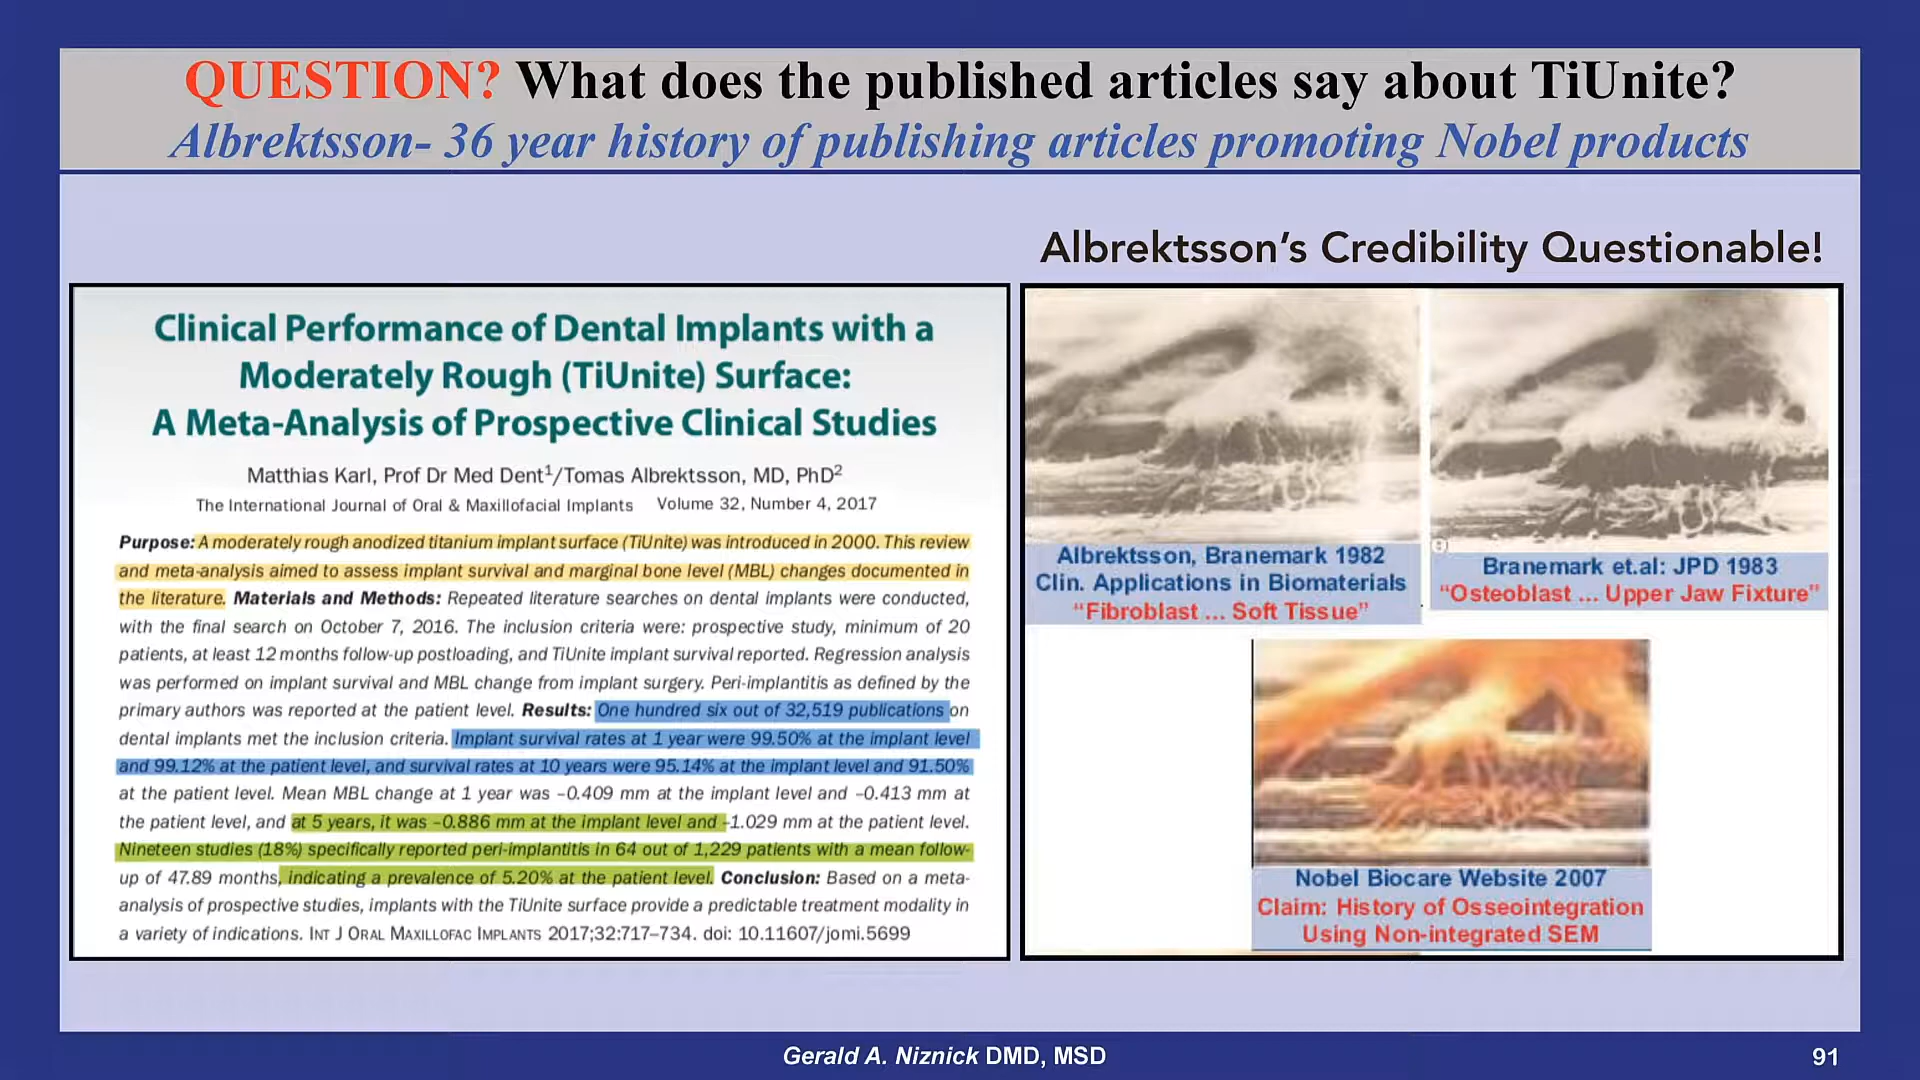 QUESTION? What does the published articles say about TiUnite?
Albrektsson- 36 year history of publishing articles promoting Nobel products
Clinical Performance of Dental Implants with a
Moderately Rough (TiUnite) Surface:
A Meta-Analysis of Prospective Clinical Studies
Matthias Karl, Prof Dr Med Dent¹/Tomas Albrektsson, MD, PhD²
The International Journal of Oral & Maxillofacial Implants Volume 32, Number 4, 2017
Purpose: A moderately rough anodized titanium implant surface (TiUnite) was introduced in 2000. This review
and meta-analysis aimed to assess implant survival and marginal bone level (MBL) changes documented in
the literature. Materials and Methods: Repeated literature searches on dental implants were conducted,
with the final search on October 7, 2016. The inclusion criteria were: prospective study, minimum of 20
patients, at least 12 months follow-up postloading, and TiUnite implant survival reported. Regression analysis
was performed on implant survival and MBL change from implant surgery. Peri-implantitis as defined by the
primary authors was reported at the patient level. Results: One hundred six out of 32,519 publications on
dental implants met the inclusion criteria. Implant survival rates at 1 year were 99.50% at the implant level
and 99.12% at the patient level, and survival rates at 10 years were 95.14% at the implant level and 91.50%
at the patient level. Mean MBL change at 1 year was –0.409 mm at the implant level and –0.413 mm at
the patient level, and at 5 years, it was –0.886 mm at the implant level and -1.029 mm at the patient level.
Nineteen studies (18%) specifically reported peri-implantitis in 64 out of 1,229 patients with a mean follow-
up of 47.89 months, indicating a prevalence of 5.20% at the patient level. Conclusion: Based on a meta-
analysis of prospective studies, implants with the TiUnite surface provide a predictable treatment modality in
a variety of indications. INT J ORAL MAXILLOFAC IMPLANTS 2017;32:717–734. doi: 10.11607/jomi.5699
Albrektsson's Credibility Questionable!
Albrektsson, Branemark 1982
Clin. Applications in Biomaterials
"Fibroblast ... Soft Tissue"
Branemark et.al: JPD 1983
"Osteoblast ... Upper Jaw Fixture"
Nobel Biocare Website 2007
Claim: History of Osseointegration
Using Non-integrated SEM
Gerald A. Niznick DMD, MSD
91